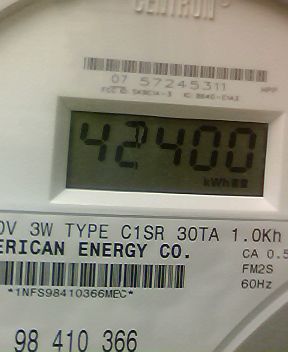 CENTRON
07 57245311
42400
kWh
0V 3W TYPE C1SR 30TA 1.0Kh
ERICAN ENERGY CO.
CA 0.5
FM2S
*1NFS98410366MEC*
60Hz
98 410 366